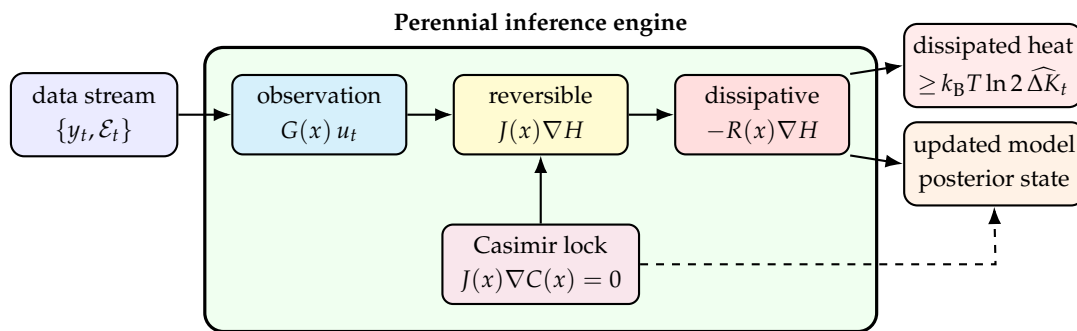 Perennial inference engine
data stream
{y_t, ℰ_t}
observation
G(x) u_t
reversible
J(x)∇H
dissipative
−R(x)∇H
dissipated heat
≥ k_B T ln 2 \widehat{ΔK}_t
updated model
posterior state
Casimir lock
J(x)∇C(x) = 0